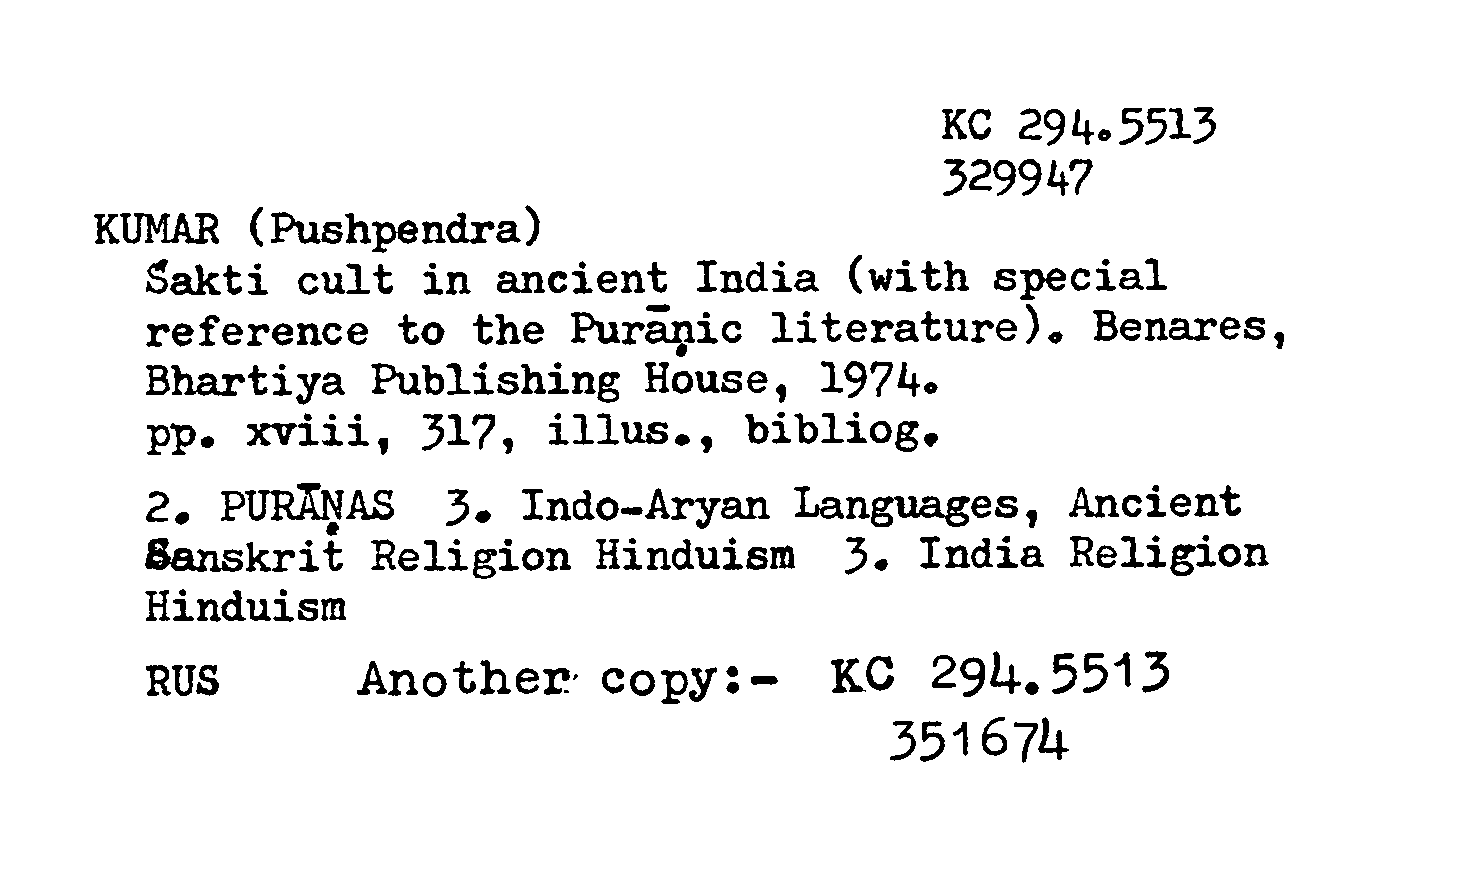 KC 294.5513
329947
KUMAR (Pushpendra)
Śakti cult in ancient India (with special
reference to the Purāṇic literature). Benares,
Bhartiya Publishing House, 1974.
pp. xviii, 317, illus., bibliog.
2. PURĀṆAS 3. Indo-Aryan Languages, Ancient
Sanskrit Religion Hinduism 3. India Religion
Hinduism
RUS Another copy:- KC 294.5513
351674